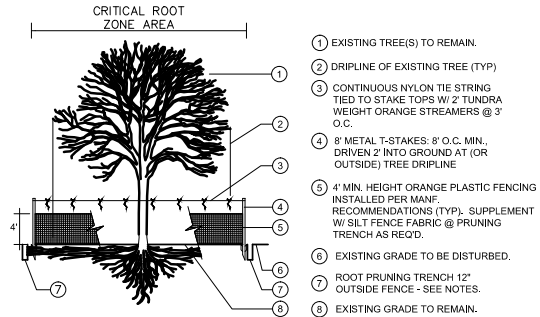 CRITICAL ROOT
ZONE AREA
1 EXISTING TREE(S) TO REMAIN.
2 DRIPLINE OF EXISTING TREE (TYP)
3 CONTINUOUS NYLON TIE STRING
TIED TO STAKE TOPS W/ 2' TUNDRA
WEIGHT ORANGE STREAMERS @ 3'
O.C.
4 8' METAL T-STAKES: 8' O.C. MIN.,
DRIVEN 2' INTO GROUND AT (OR
OUTSIDE) TREE DRIPLINE
5 4' MIN. HEIGHT ORANGE PLASTIC FENCING
INSTALLED PER MANF.
RECOMMENDATIONS (TYP). SUPPLEMENT
W/ SILT FENCE FABRIC @ PRUNING
TRENCH AS REQ'D.
6 EXISTING GRADE TO BE DISTURBED.
7 ROOT PRUNING TRENCH 12"
OUTSIDE FENCE - SEE NOTES.
8 EXISTING GRADE TO REMAIN.
1
2
3
4
4'
5
6
7
7
8